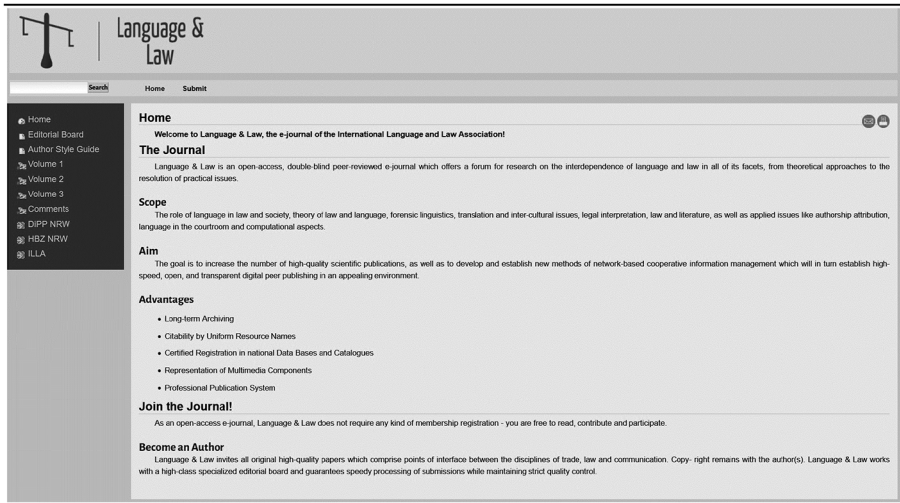 Language &
Law
Search
Home
Submit
Home
Editorial Board
Author Style Guide
Volume 1
Volume 2
Volume 3
Comments
DiPP NRW
HBZ NRW
ILLA
Home
Welcome to Language & Law, the e-journal of the International Language and Law Association!
The Journal
Language & Law is an open-access, double-blind peer-reviewed e-journal which offers a forum for research on the interdependence of language and law in all of its facets, from theoretical approaches to the
resolution of practical issues.
Scope
The role of language in law and society, theory of law and language, forensic linguistics, translation and inter-cultural issues, legal interpretation, law and literature, as well as applied issues like authorship attribution,
language in the courtroom and computational aspects.
Aim
The goal is to increase the number of high-quality scientific publications, as well as to develop and establish new methods of network-based cooperative information management which will in turn establish high-
speed, open, and transparent digital peer publishing in an appealing environment.
Advantages
• Long-term Archiving
• Citability by Uniform Resource Names
• Certified Registration in national Data Bases and Catalogues
• Representation of Multimedia Components
• Professional Publication System
Join the Journal!
As an open-access e-journal, Language & Law does not require any kind of membership registration - you are free to read, contribute and participate.
Become an Author
Language & Law invites all original high-quality papers which comprise points of interface between the disciplines of trade, law and communication. Copy- right remains with the author(s). Language & Law works
with a high-class specialized editorial board and guarantees speedy processing of submissions while maintaining strict quality control.